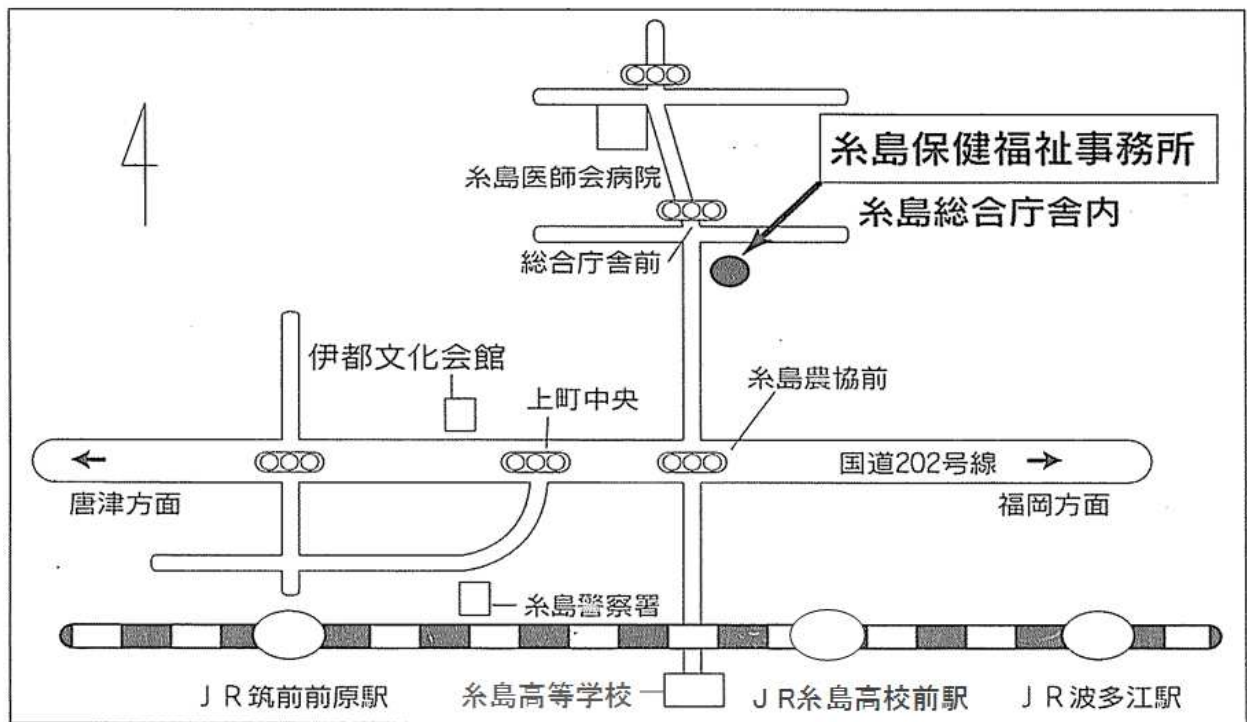 糸島保健福祉事務所
糸島医師会病院
糸島総合庁舎内
総合庁舎前
伊都文化会館
上町中央
糸島農協前
国道202号線
唐津方面
福岡方面
糸島警察署
JR筑前前原駅
糸島高等学校
JR糸島高校前駅
JR波多江駅